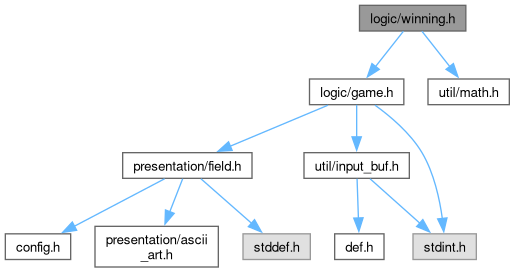 logic/winning.h
logic/game.h
util/math.h
presentation/field.h
util/input_buf.h
config.h
presentation/ascii
_art.h
stddef.h
def.h
stdint.h